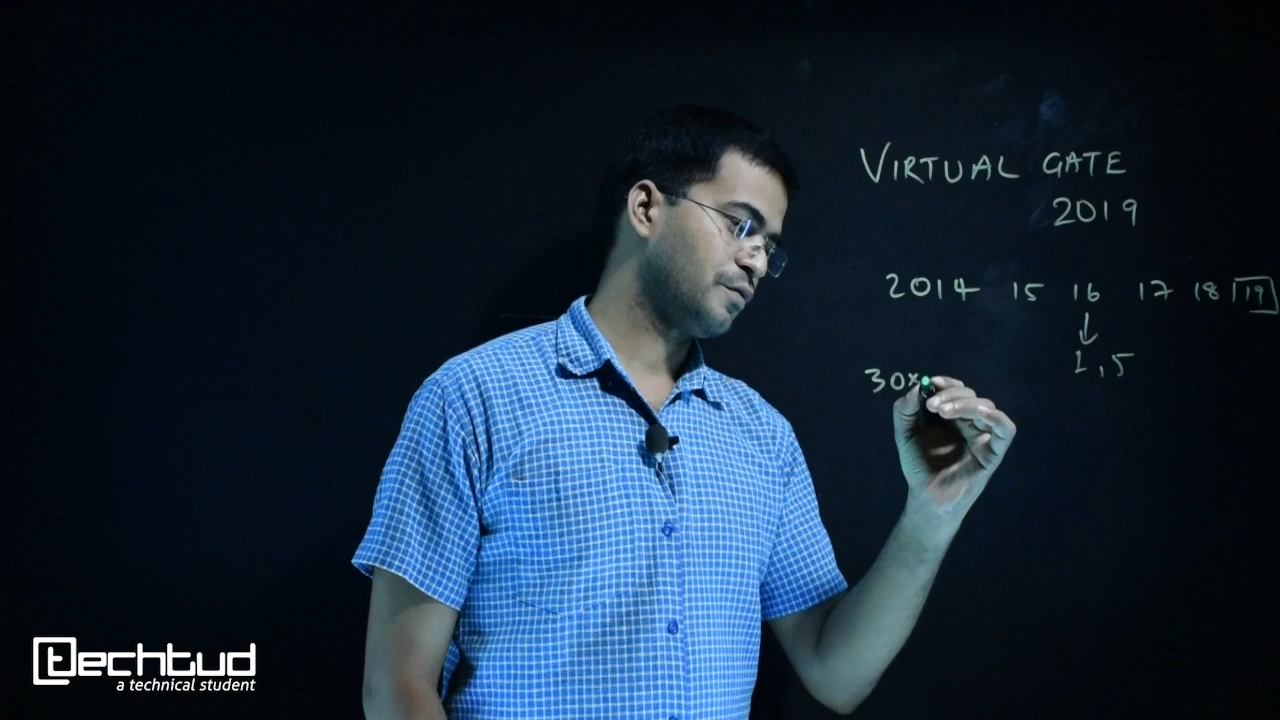 VIRTUAL GATE
2019
2014 15 16 17 18 19
↓
1,5
30x
techtud
a technical student